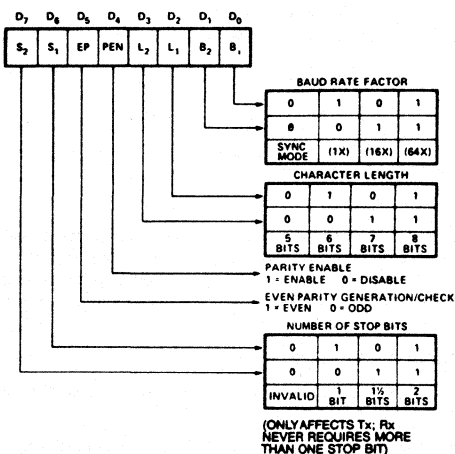 D7 D6 D5 D4 D3 D2 D1 D0
S2 S1 EP PEN L2 L1 B2 B1
BAUD RATE FACTOR
0 1 0 1
0 0 1 1
SYNC MODE (1X) (16X) (64X)
CHARACTER LENGTH
0 1 0 1
0 0 1 1
5 BITS 6 BITS 7 BITS 8 BITS
PARITY ENABLE
1 = ENABLE 0 = DISABLE
EVEN PARITY GENERATION/CHECK
1 = EVEN 0 = ODD
NUMBER OF STOP BITS
0 1 0 1
0 0 1 1
INVALID 1 BIT 1½ BITS 2 BITS
(ONLY AFFECTS Tx; Rx
NEVER REQUIRES MORE
THAN ONE STOP BIT)